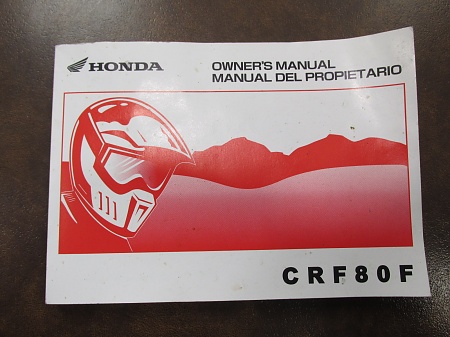 HONDA
OWNER'S MANUAL
MANUAL DEL PROPIETARIO
CRF80F